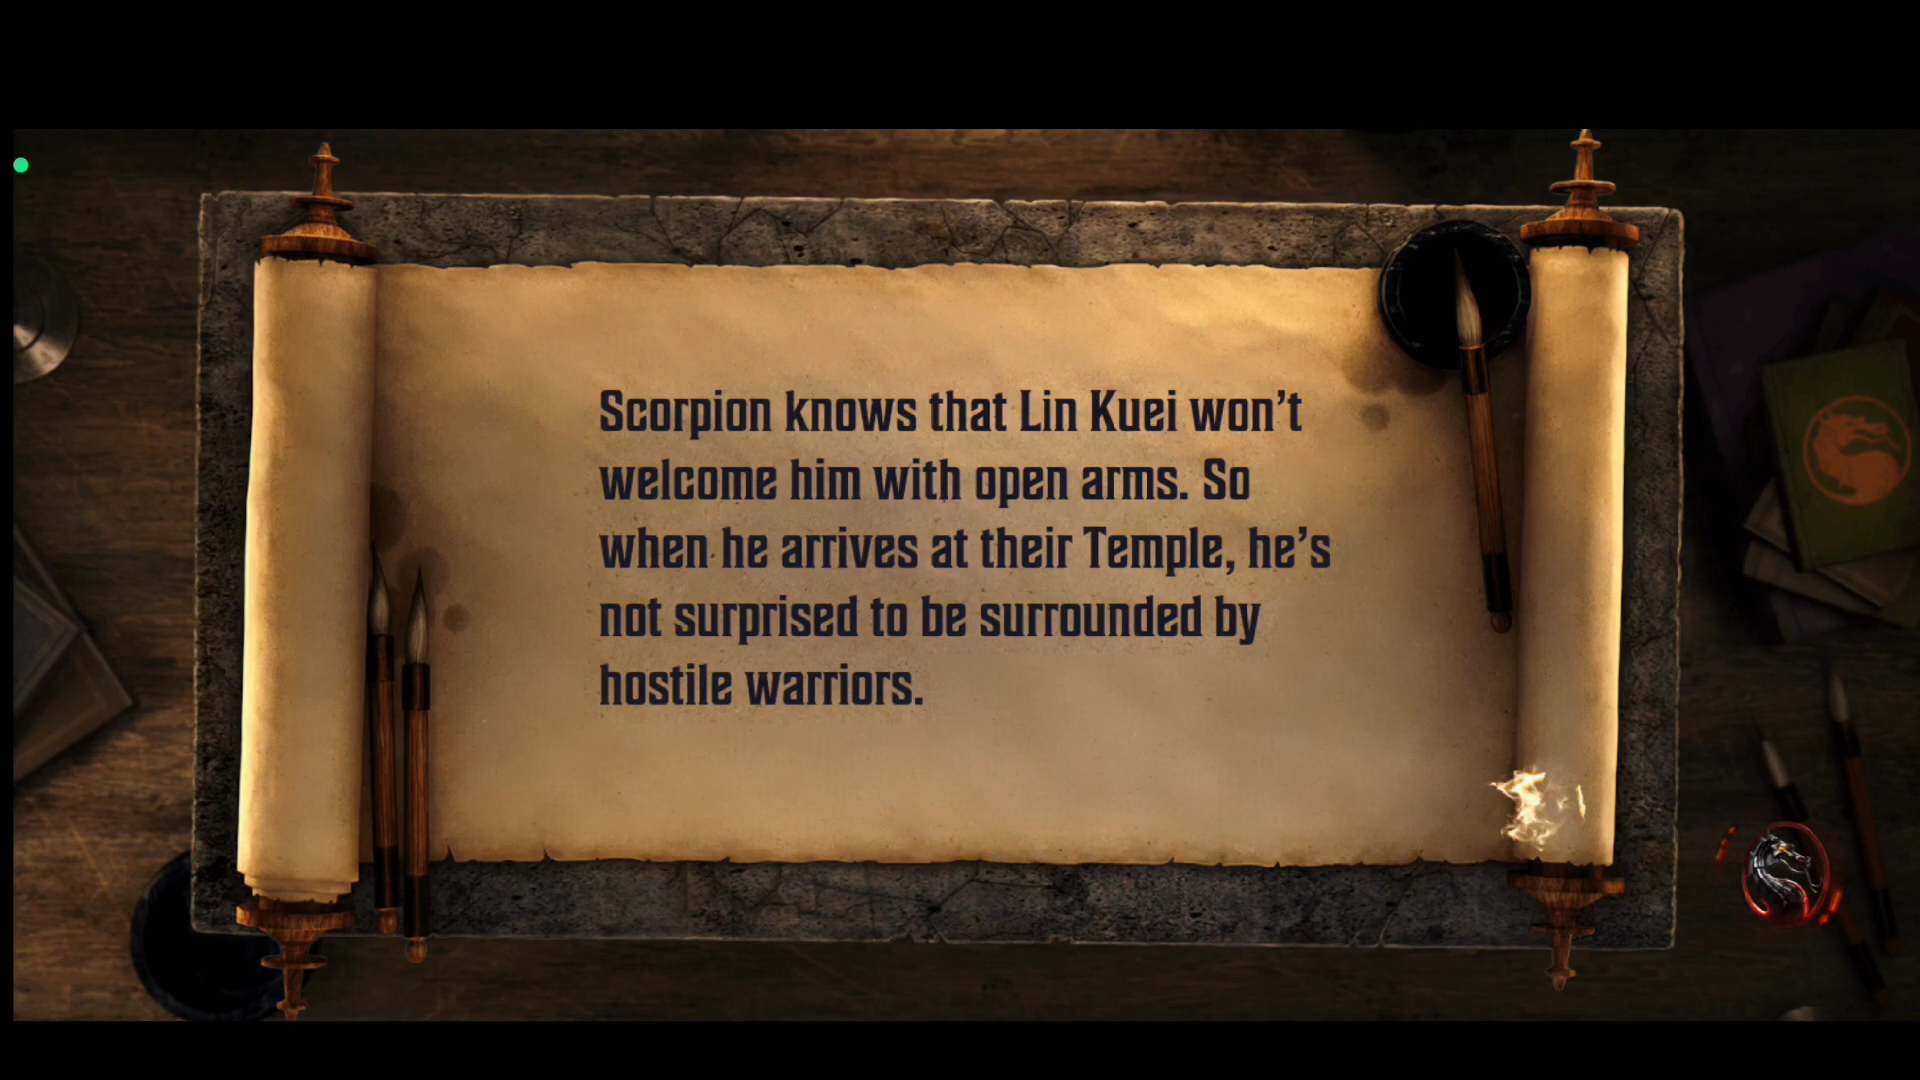 Scorpion knows that Lin Kuei won’t
welcome him with open arms. So
when he arrives at their Temple, he’s
not surprised to be surrounded by
hostile warriors.